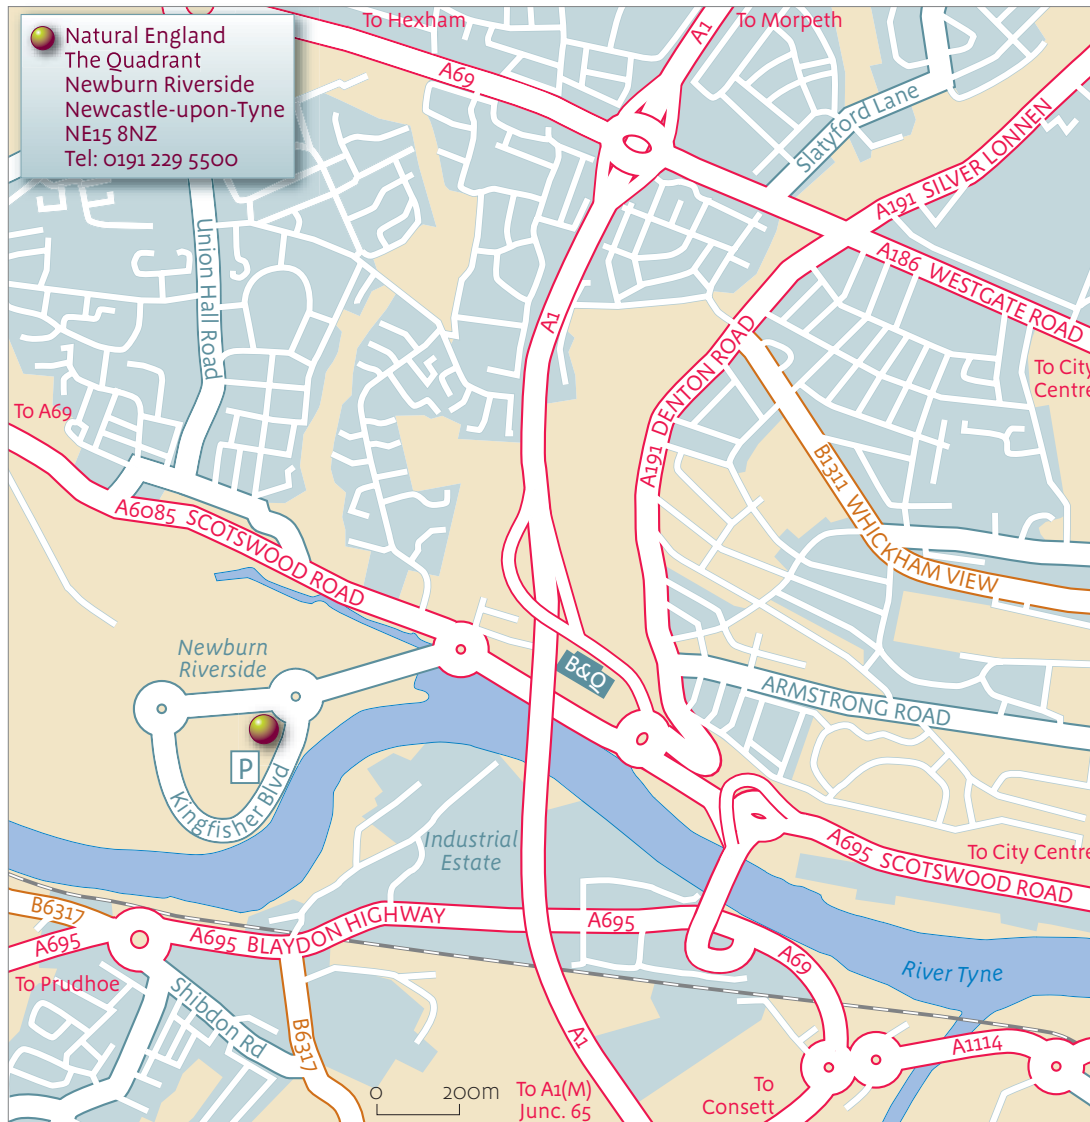 Natural England
The Quadrant
Newburn Riverside
Newcastle-upon-Tyne
NE15 8NZ
Tel: 0191 229 5500
To Hexham
A1
To Morpeth
A69
Slatyford Lane
A191 SILVER LONNEN
Union Hall Road
A186 WESTGATE ROAD
A1
To City
Centre
A191 DENTON ROAD
To A69
B1311 WHICKHAM VIEW
A6085 SCOTSWOOD ROAD
Newburn
Riverside
B&Q
ARMSTRONG ROAD
P
Kingfisher Blvd
Industrial
Estate
A695 SCOTSWOOD ROAD
To City Centre
B6317
A695
A695 BLAYDON HIGHWAY
A695
A69
River Tyne
To Prudhoe
Shibdon Rd
B6317
A1
A1114
0 200m
To A1(M)
Junc. 65
To
Consett